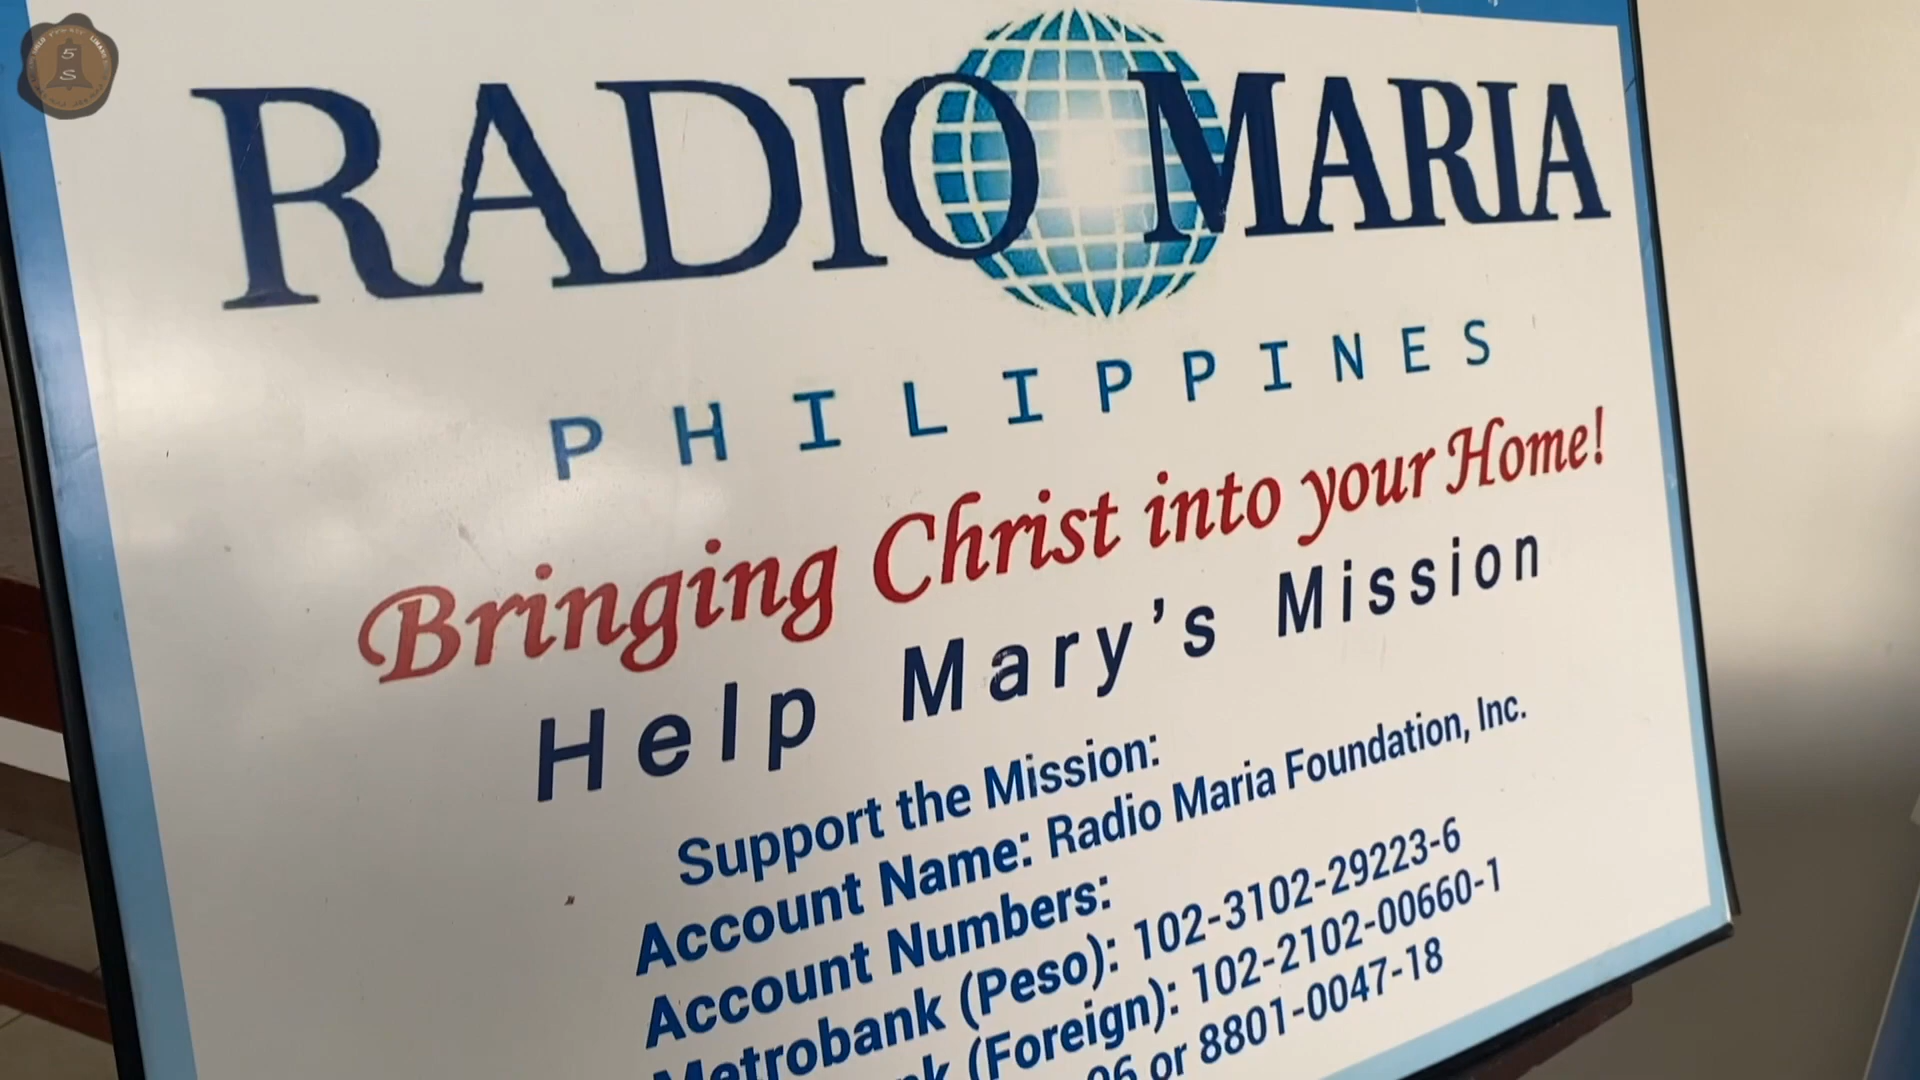 RADIO MARIA
PHILIPPINES
Bringing Christ into your Home!
Help Mary's Mission
Support the Mission:
Account Name: Radio Maria Foundation, Inc.
Account Numbers:
Metrobank (Peso): 102-3102-29223-6
(Foreign): 102-2102-00660-1
or 8801-0047-18
5
S